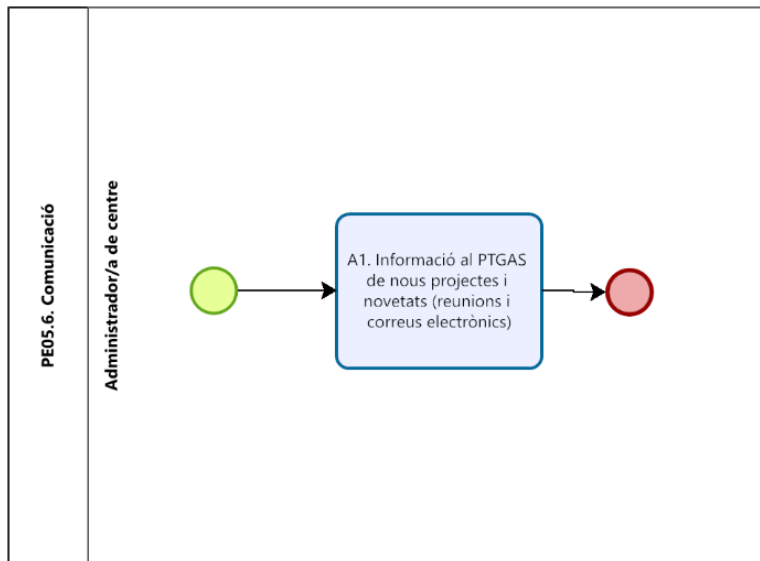 PE05.6. Comunicació
Administrador/a de centre
A1. Informació al PTGAS
de nous projectes i
novetats (reunions i
correus electrònics)